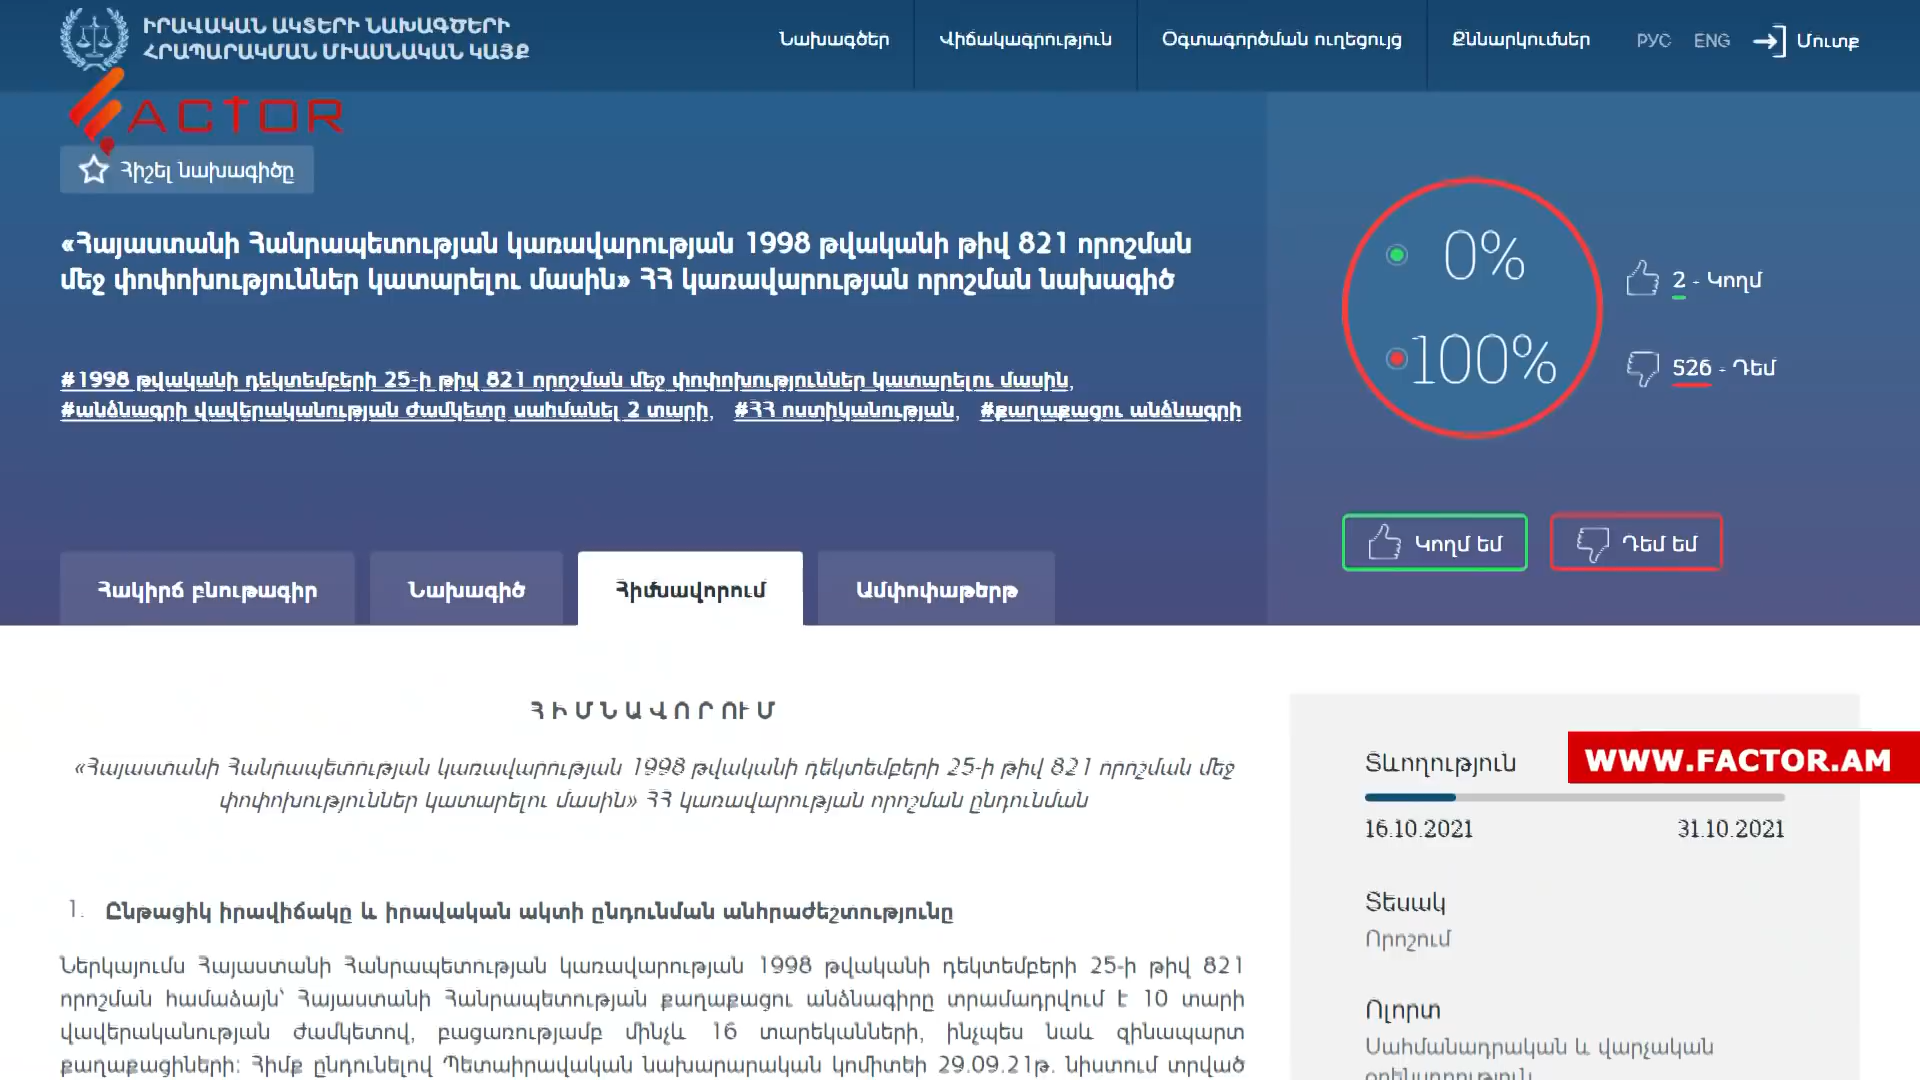 ԻՐԱՎԱԿԱՆ ԱԿՏԵՐԻ ՆԱԽԱԳԾԵՐԻ
ՀՐԱՊԱՐԱԿՄԱՆ ՄԻԱՍՆԱԿԱՆ ԿԱՅՔ
Նախագծեր
Վիճակագրություն
Օգտագործման ուղեցույց
Քննարկումներ
РУС
ENG
Մուտք
FACTOR
Հիշել նախագիծը
«Հայաստանի Հանրապետության կառավարության 1998 թվականի թիվ 821 որոշման
մեջ փոփոխություններ կատարելու մասին» ՀՀ կառավարության որոշման նախագիծ
#1998 թվականի դեկտեմբերի 25-ի թիվ 821 որոշման մեջ փոփոխություններ կատարելու մասին,
#անձնագրի վավերականության ժամկետը սահմանել 2 տարի, #ՀՀ ոստիկանության, #քաղաքացու անձնագրի
0%
100%
2 - Կողմ
526 - Դեմ
Կողմ եմ
Դեմ եմ
Հակիրճ բնութագիր
Նախագիծ
Հիմնավորում
Ամփոփաթերթ
ՀԻՄՆԱՎՈՐՈՒՄ
«Հայաստանի Հանրապետության կառավարության 1998 թվականի դեկտեմբերի 25-ի թիվ 821 որոշման մեջ
փոփոխություններ կատարելու մասին» ՀՀ կառավարության որոշման ընդունման
1. Ընթացիկ իրավիճակը և իրավական ակտի ընդունման անհրաժեշտությունը
Ներկայումս Հայաստանի Հանրապետության կառավարության 1998 թվականի դեկտեմբերի 25-ի թիվ 821
որոշման համաձայն՝ Հայաստանի Հանրապետության քաղաքացու անձնագիրը տրամադրվում է 10 տարի
վավերականության ժամկետով, բացառությամբ մինչև 16 տարեկանների, ինչպես նաև զինապարտ
քաղաքացիների: Հիմք ընդունելով Պետաիրավական նախարարական կոմիտեի 29.09.21թ. նիստում տրված
Տևողություն
WWW.FACTOR.AM
16.10.2021
31.10.2021
Տեսակ
Որոշում
Ոլորտ
Սահմանադրական և վարչական
օրենսդրություն